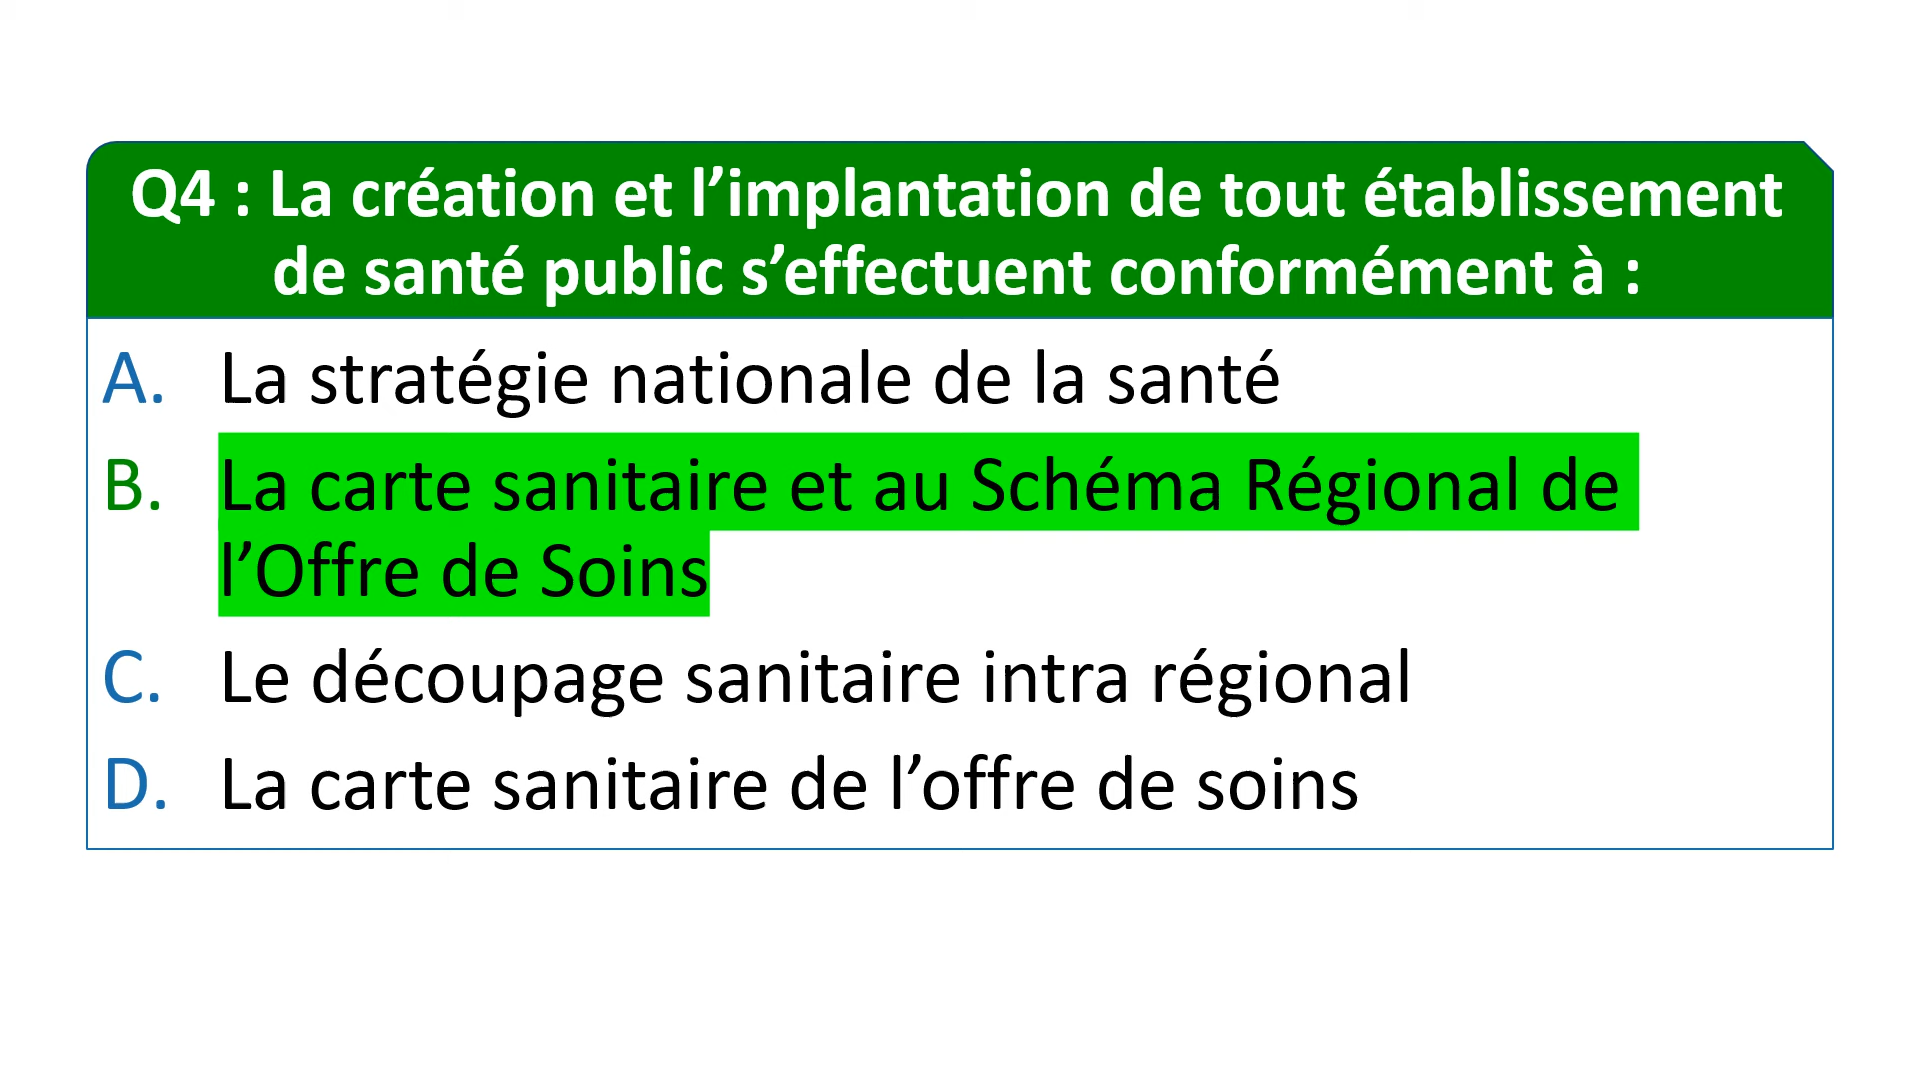 Q4 : La création et l’implantation de tout établissement
de santé public s’effectuent conformément à :
A. La stratégie nationale de la santé
B. La carte sanitaire et au Schéma Régional de
l’Offre de Soins
C. Le découpage sanitaire intra régional
D. La carte sanitaire de l’offre de soins